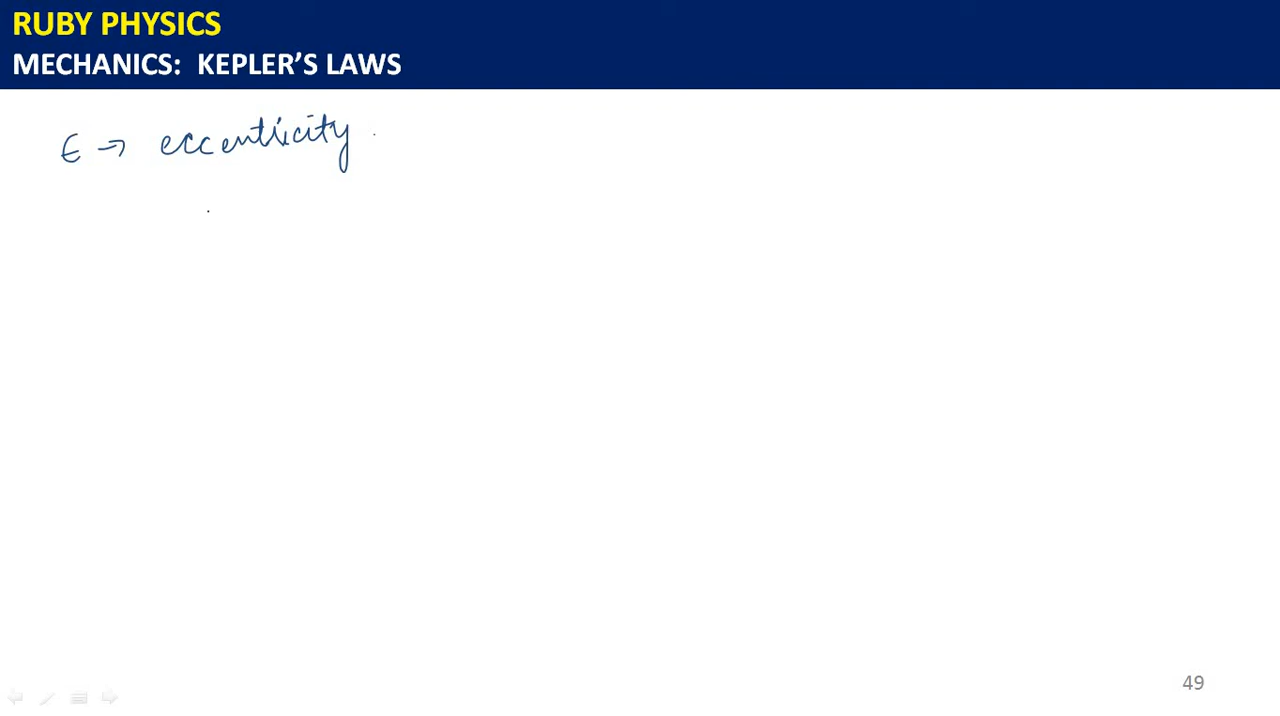 RUBY PHYSICS
MECHANICS: KEPLER'S LAWS
ε → eccentricity
49